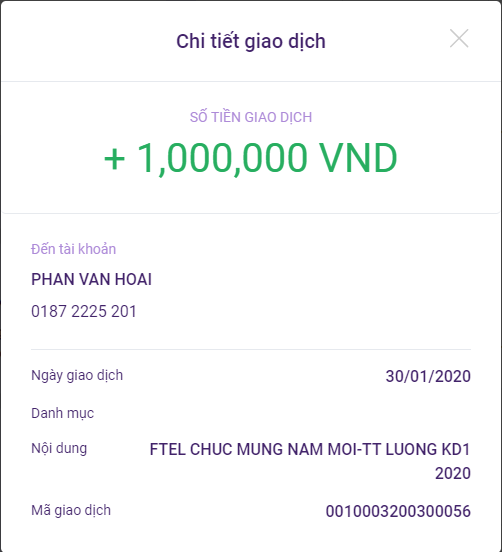 Chi tiết giao dịch
SỐ TIỀN GIAO DỊCH
+ 1,000,000 VND
Đến tài khoản
PHAN VAN HOAI
0187 2225 201
Ngày giao dịch 30/01/2020
Danh mục
Nội dung FTEL CHUC MUNG NAM MOI-TT LUONG KD1
2020
Mã giao dịch 0010003200300056